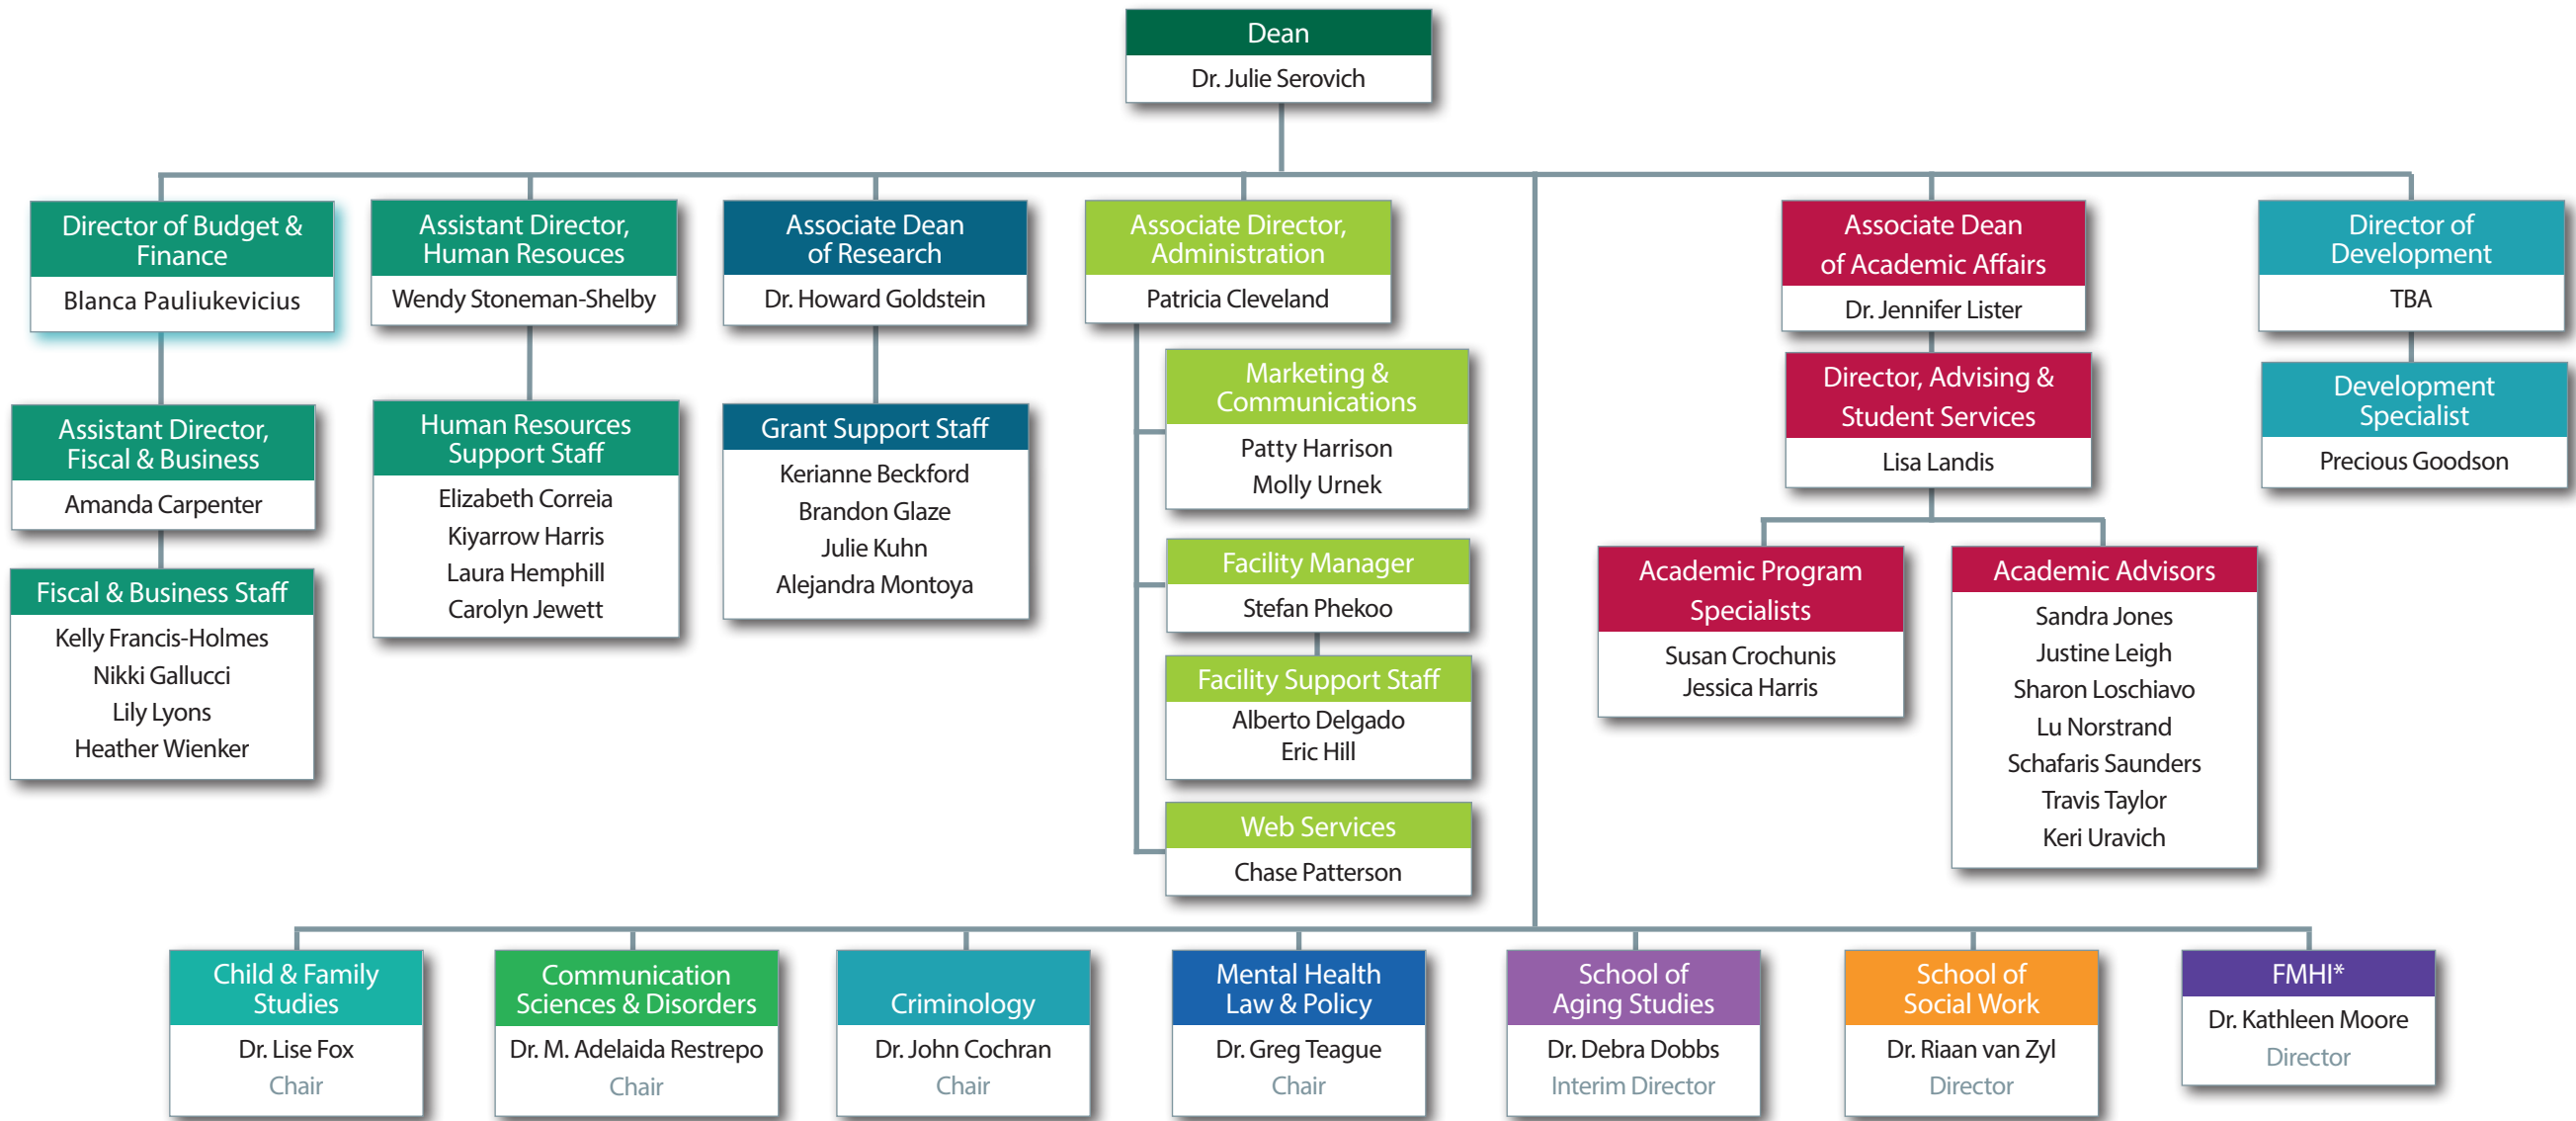 Dean
Dr. Julie Serovich
Director of Budget &
Finance
Blanca Pauliukevicius
Assistant Director,
Fiscal & Business
Amanda Carpenter
Fiscal & Business Staff
Kelly Francis-Holmes
Nikki Gallucci
Lily Lyons
Heather Wienker
Assistant Director,
Human Resouces
Wendy Stoneman-Shelby
Human Resources
Support Staff
Elizabeth Correia
Kiyarrow Harris
Laura Hemphill
Carolyn Jewett
Associate Dean
of Research
Dr. Howard Goldstein
Grant Support Staff
Kerianne Beckford
Brandon Glaze
Julie Kuhn
Alejandra Montoya
Associate Director,
Administration
Patricia Cleveland
Marketing &
Communications
Patty Harrison
Molly Urnek
Facility Manager
Stefan Phekoo
Facility Support Staff
Alberto Delgado
Eric Hill
Web Services
Chase Patterson
Associate Dean
of Academic Affairs
Dr. Jennifer Lister
Director, Advising &
Student Services
Lisa Landis
Academic Program
Specialists
Susan Crochunis
Jessica Harris
Academic Advisors
Sandra Jones
Justine Leigh
Sharon Loschiavo
Lu Norstrand
Schafaris Saunders
Travis Taylor
Keri Uravich
Director of
Development
TBA
Development
Specialist
Precious Goodson
Child & Family
Studies
Dr. Lise Fox
Chair
Communication
Sciences & Disorders
Dr. M. Adelaida Restrepo
Chair
Criminology
Dr. John Cochran
Chair
Mental Health
Law & Policy
Dr. Greg Teague
Chair
School of
Aging Studies
Dr. Debra Dobbs
Interim Director
School of
Social Work
Dr. Riaan van Zyl
Director
FMHI*
Dr. Kathleen Moore
Director